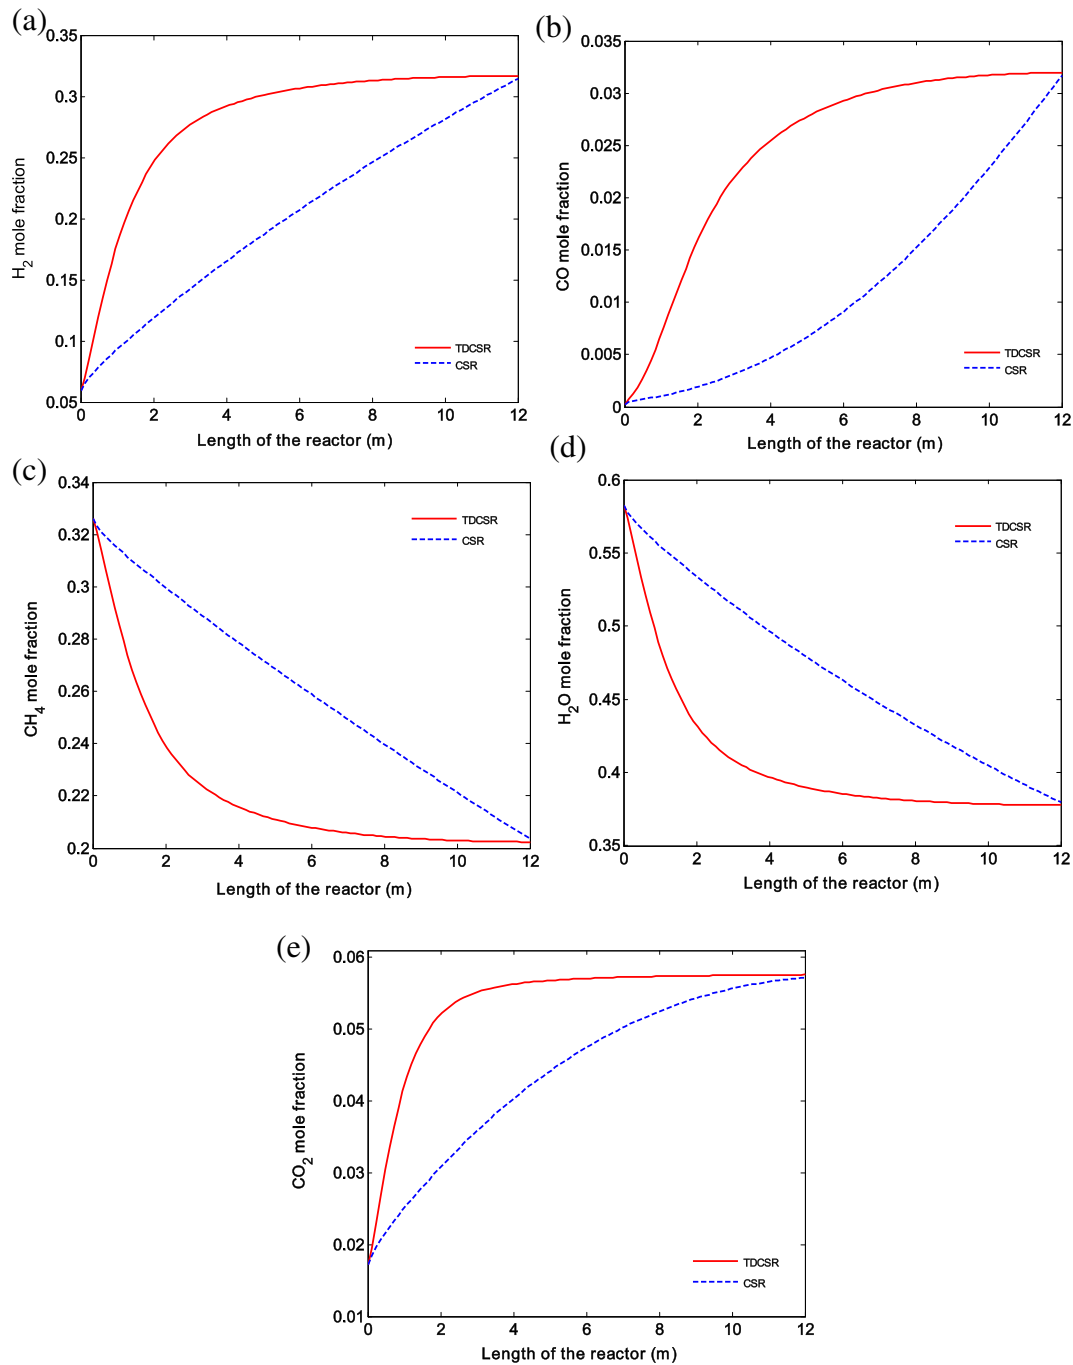 (a)
0.35
0.3
0.25
0.2
0.15
0.1
0.05
H2 mole fraction
TDCSR
CSR
0 2 4 6 8 10 12
Length of the reactor (m)
(b)
0.035
0.03
0.025
0.02
0.015
0.01
0.005
0
CO mole fraction
TDCSR
CSR
0 2 4 6 8 10 12
Length of the reactor (m)
(c)
0.34
0.32
0.3
0.28
0.26
0.24
0.22
0.2
CH4 mole fraction
TDCSR
CSR
0 2 4 6 8 10 12
Length of the reactor (m)
(d)
0.6
0.55
0.5
0.45
0.4
0.35
H2O mole fraction
TDCSR
CSR
0 2 4 6 8 10 12
Length of the reactor (m)
(e)
0.06
0.05
0.04
0.03
0.02
0.01
CO2 mole fraction
TDCSR
CSR
0 2 4 6 8 10 12
Length of the reactor (m)